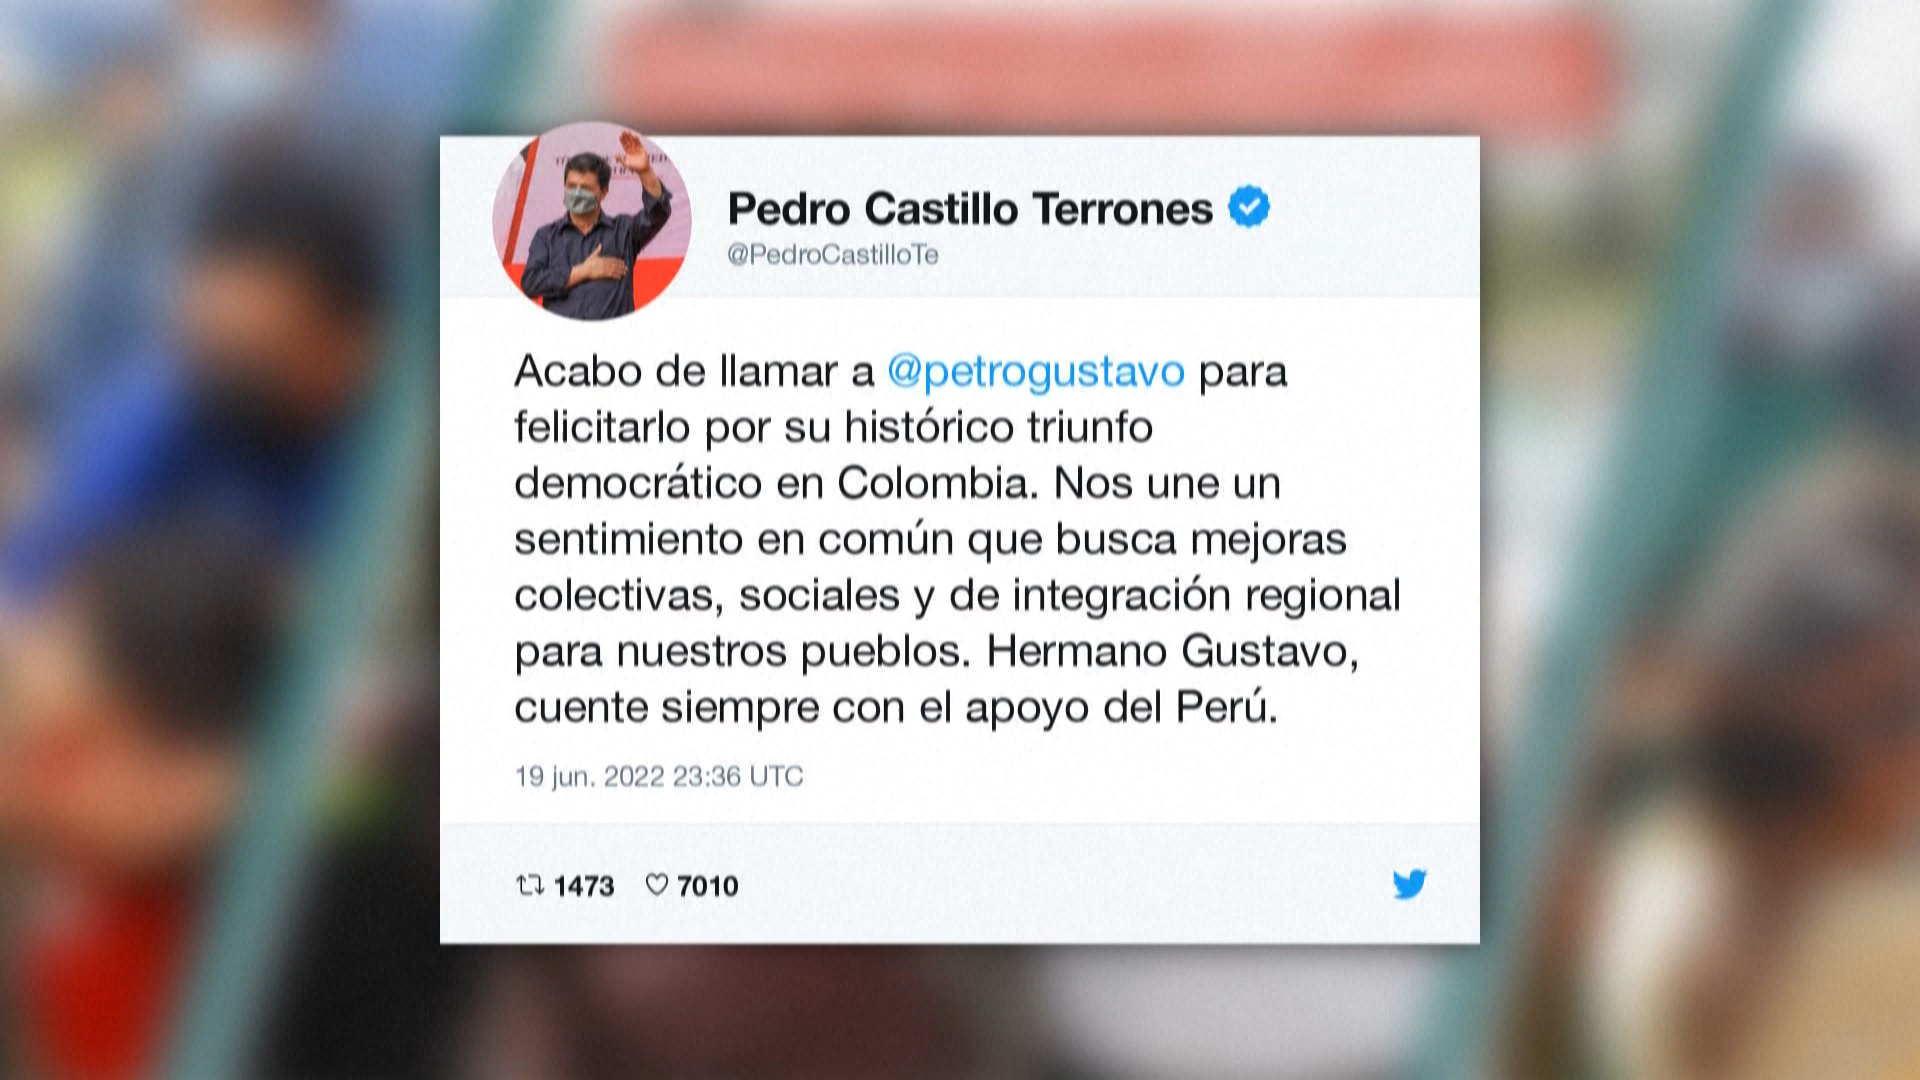 Pedro Castillo Terrones
@PedroCastilloTe
Acabo de llamar a @petrogustavo para
felicitarlo por su histórico triunfo
democrático en Colombia. Nos une un
sentimiento en común que busca mejoras
colectivas, sociales y de integración regional
para nuestros pueblos. Hermano Gustavo,
cuente siempre con el apoyo del Perú.
19 jun. 2022 23:36 UTC
1473 7010